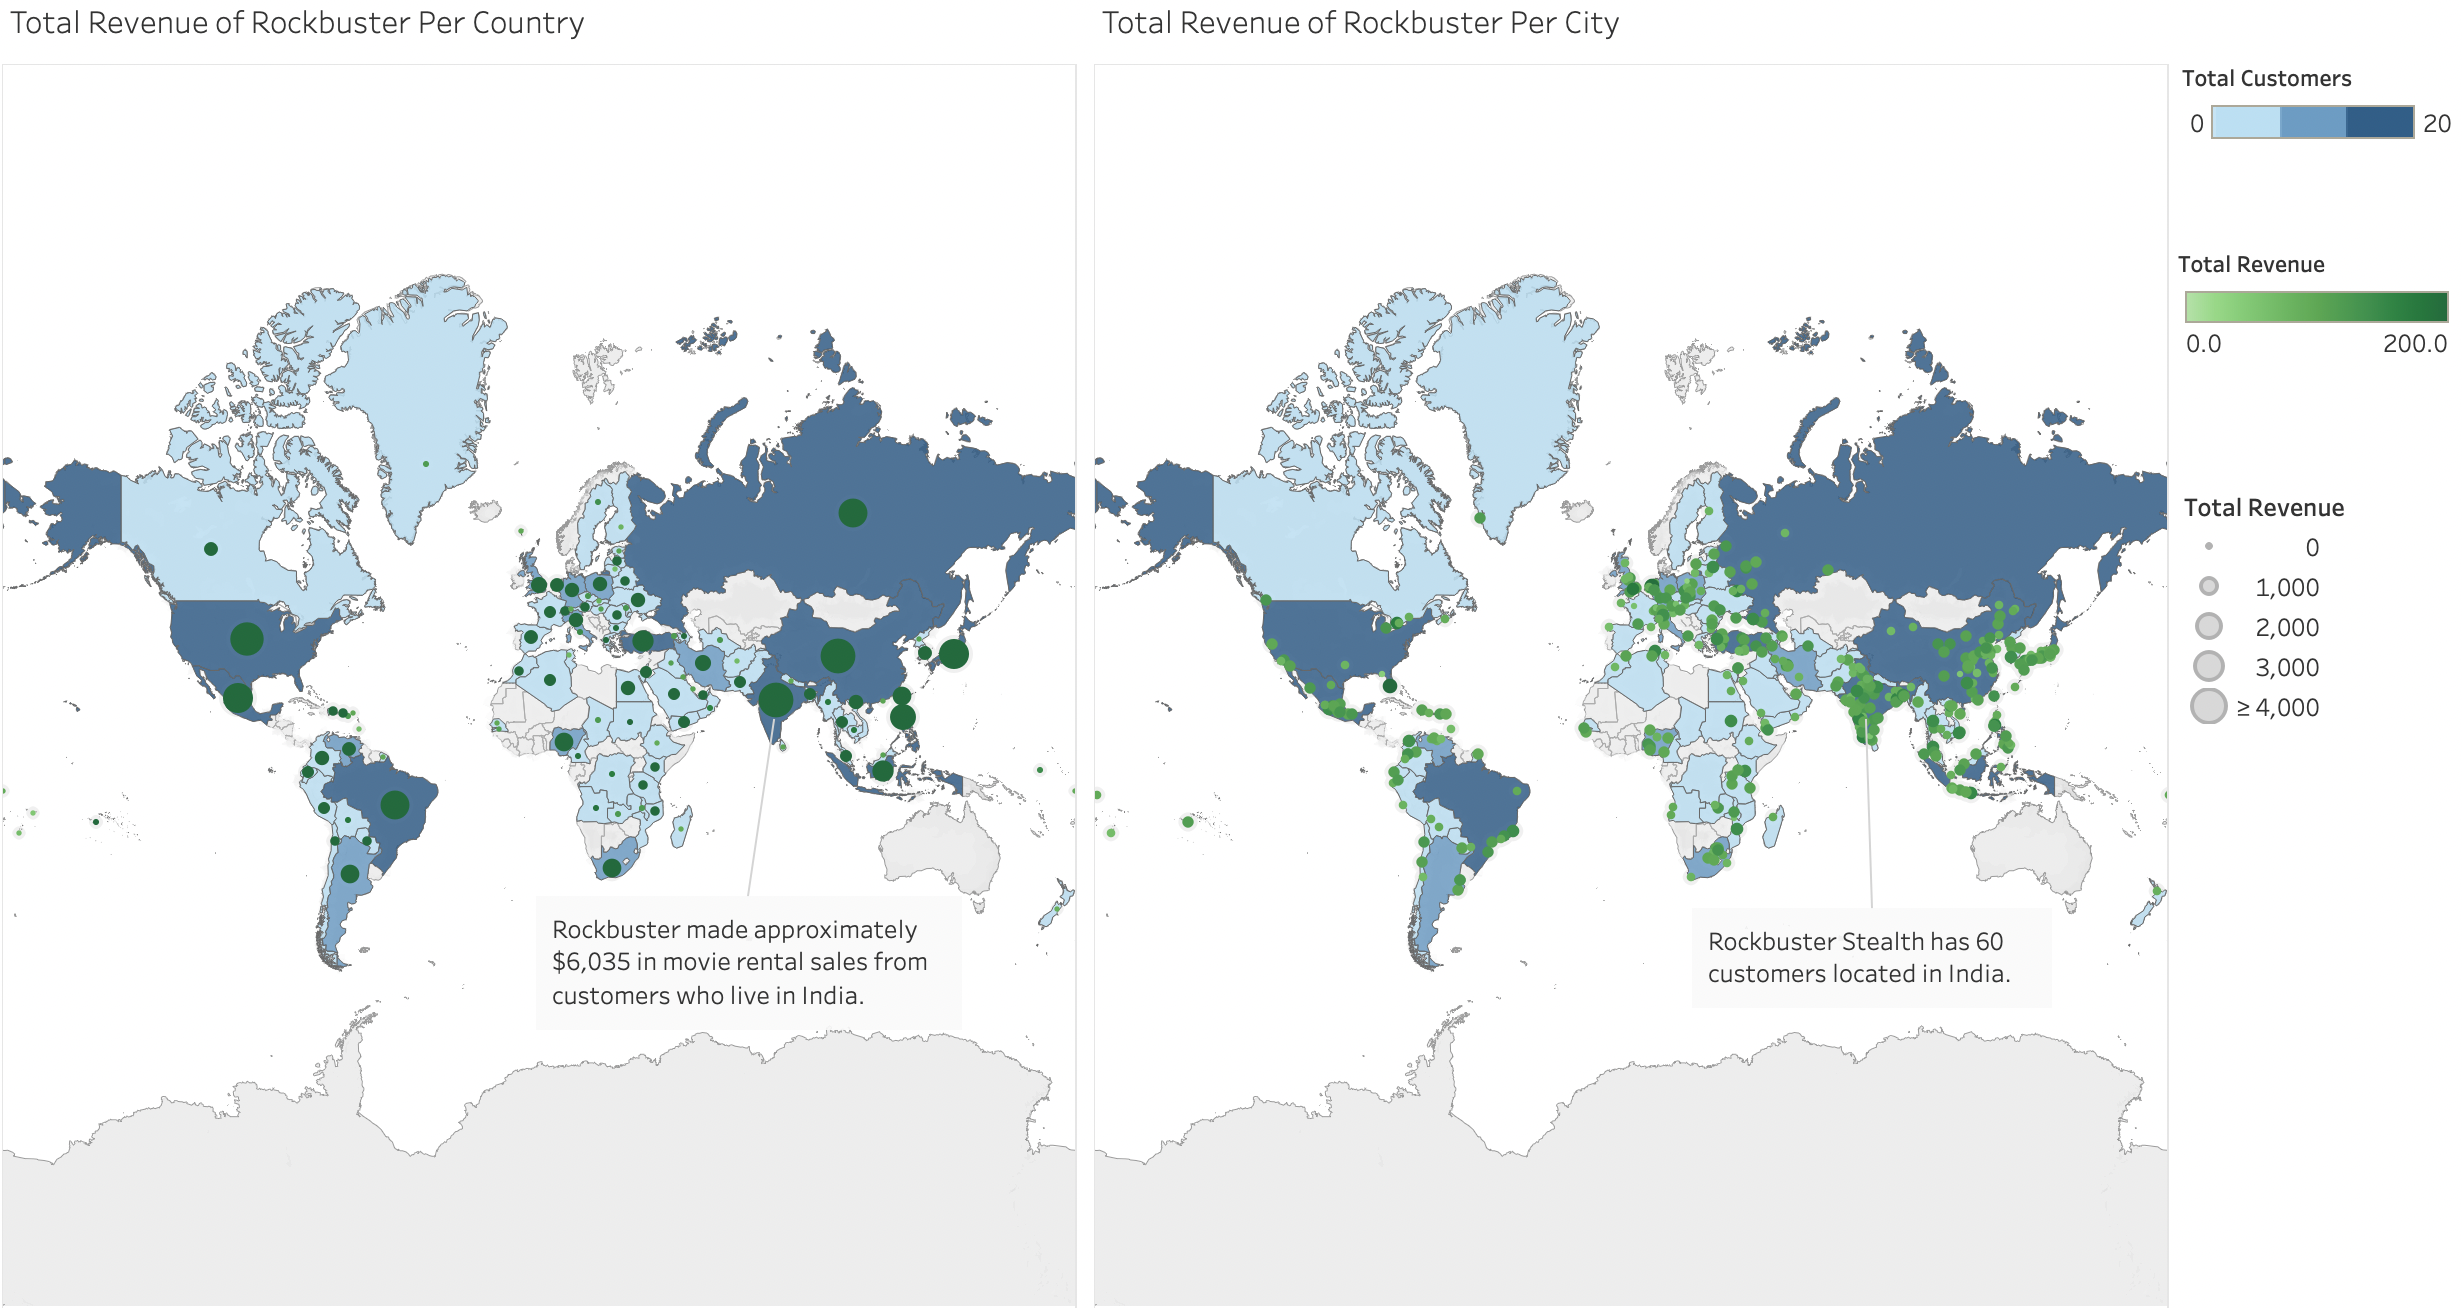 Total Revenue of Rockbuster Per Country
Total Revenue of Rockbuster Per City
Total Customers
0 20
Total Revenue
0.0 200.0
Total Revenue
0
1,000
2,000
3,000
≥ 4,000
Rockbuster made approximately
$6,035 in movie rental sales from
customers who live in India.
Rockbuster Stealth has 60
customers located in India.